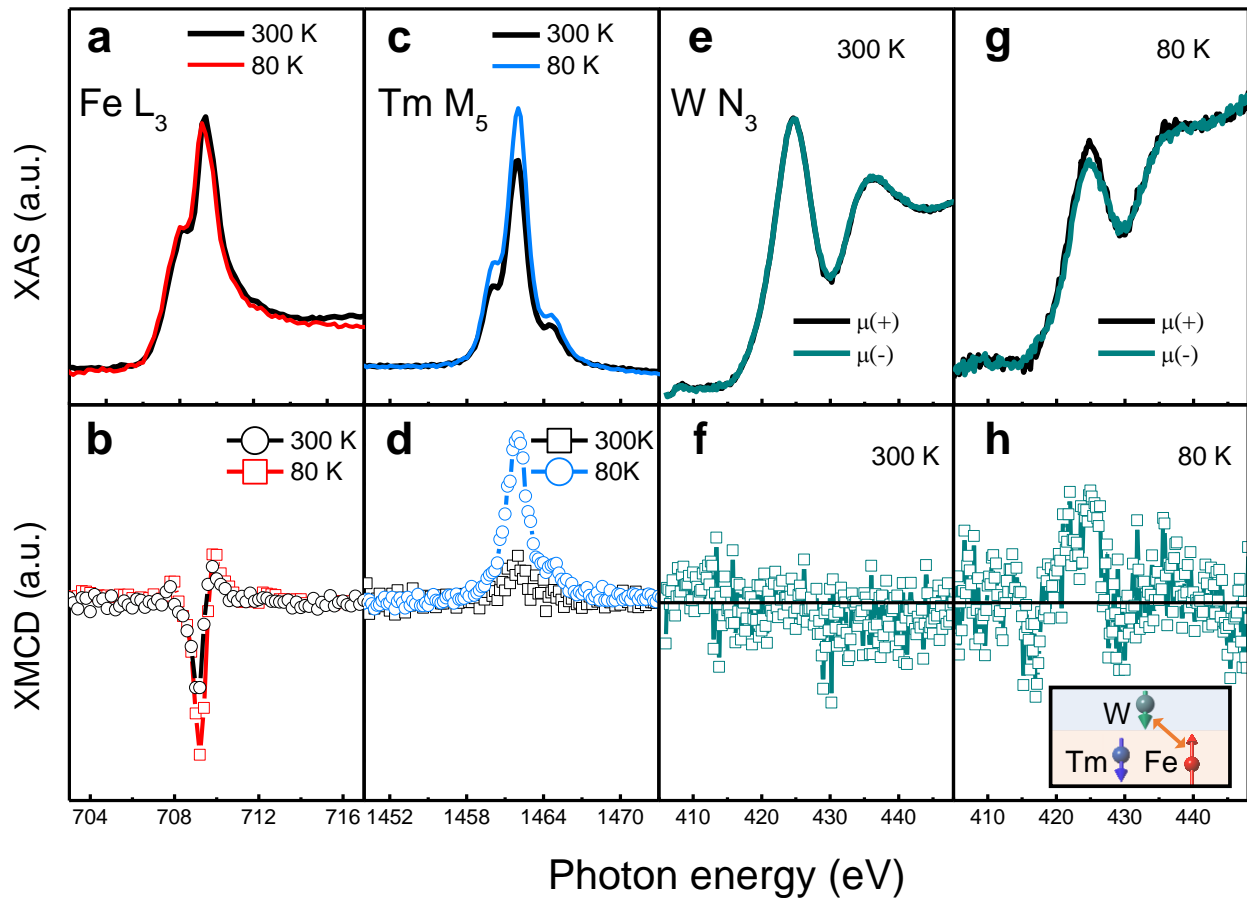 a
300 K
80 K
Fe L3
c
300 K
80 K
Tm M5
e
300 K
W N3
μ(+)
μ(-)
g
80 K
μ(+)
μ(-)
XAS (a.u.)
b
300 K
80 K
d
300K
80K
f
300 K
h
80 K
W
Tm
Fe
XMCD (a.u.)
704 708 712 716
1452 1458 1464 1470
410 420 430 440
410 420 430 440
Photon energy (eV)